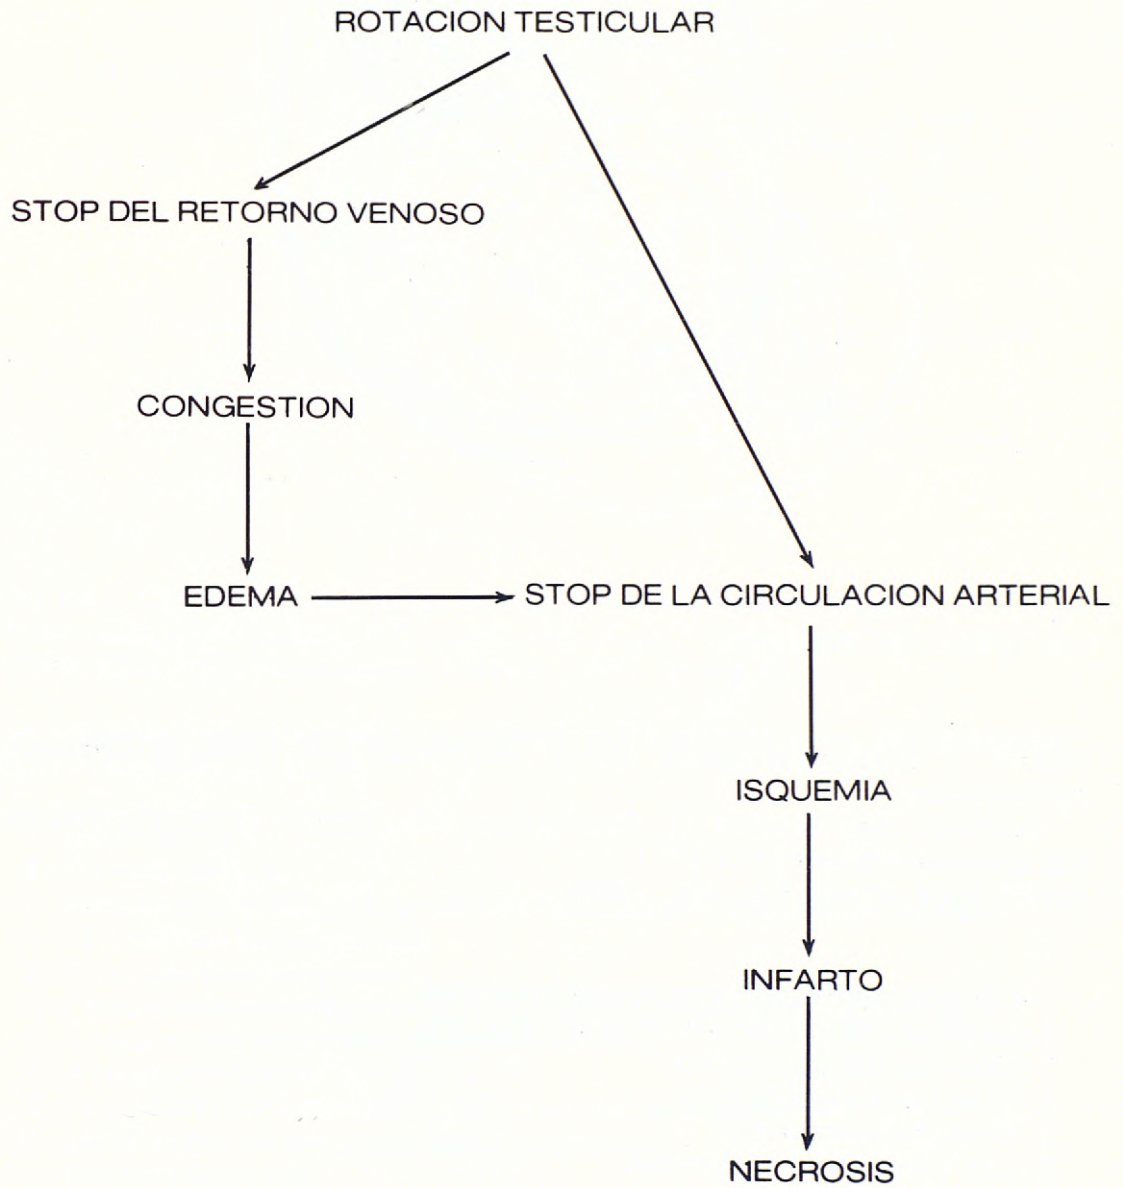 ROTACION TESTICULAR
STOP DEL RETORNO VENOSO
CONGESTION
EDEMA
STOP DE LA CIRCULACION ARTERIAL
ISQUEMIA
INFARTO
NECROSIS